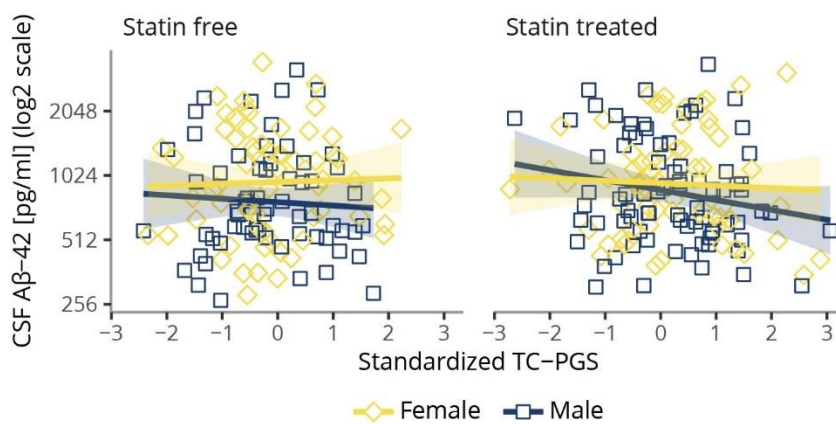 Statin free
Statin treated
CSF Aβ−42 [pg/ml] (log2 scale)
2048
1024
512
256
−3 −2 −1 0 1 2 3
−3 −2 −1 0 1 2 3
Standardized TC−PGS
Female Male